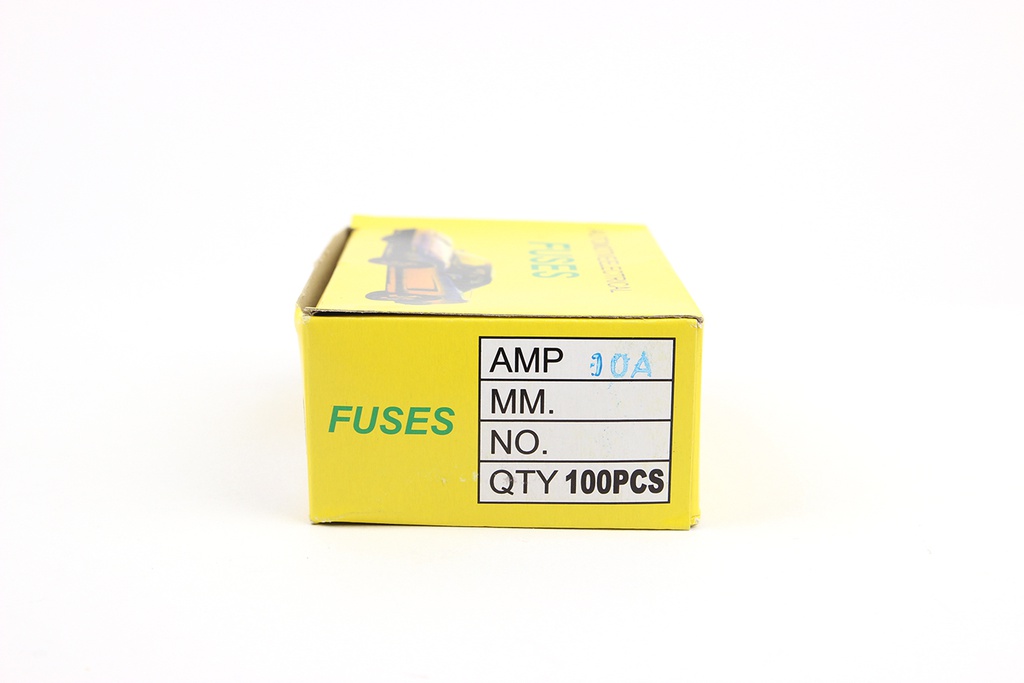 FUSES
FUSES
AMP 10A
MM.
NO.
QTY 100PCS